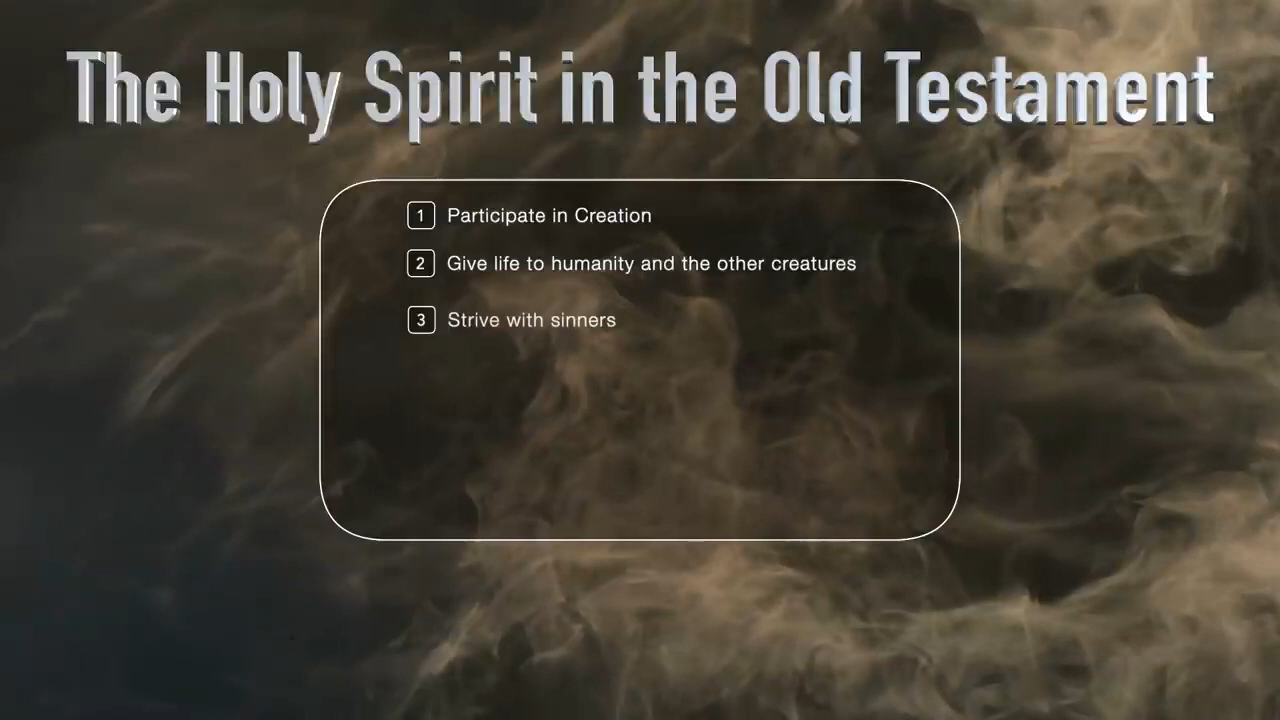 The Holy Spirit in the Old Testament
1 Participate in Creation
2 Give life to humanity and the other creatures
3 Strive with sinners